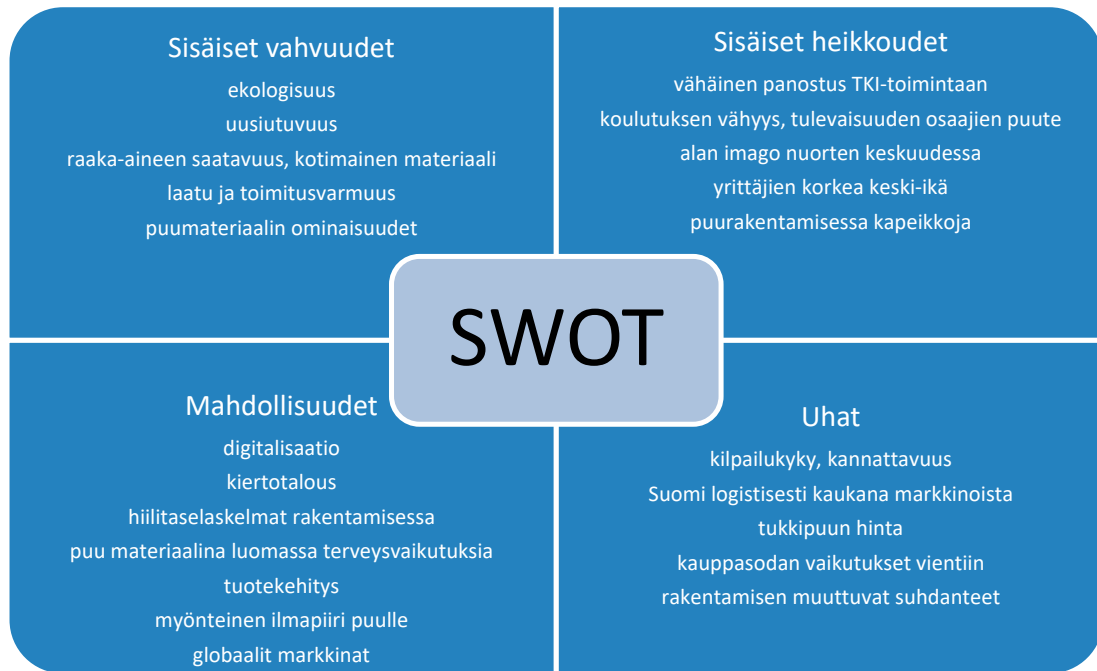 Sisäiset vahvuudet
ekologisuus
uusiutuvuus
raaka-aineen saatavuus, kotimainen materiaali
laatu ja toimitusvarmuus
puumateriaalin ominaisuudet
Sisäiset heikkoudet
vähäinen panostus TKI-toimintaan
koulutuksen vähyys, tulevaisuuden osaajien puute
alan imago nuorten keskuudessa
yrittäjien korkea keski-ikä
puurakentamisessa kapeikkoja
SWOT
Mahdollisuudet
digitalisaatio
kiertotalous
hiilitaselaskelmat rakentamisessa
puu materiaalina luomassa terveysvaikutuksia
tuotekehitys
myönteinen ilmapiiri puulle
globaalit markkinat
Uhat
kilpailukyky, kannattavuus
Suomi logistisesti kaukana markkinoista
tukkipuun hinta
kauppasodan vaikutukset vientiin
rakentamisen muuttuvat suhdanteet